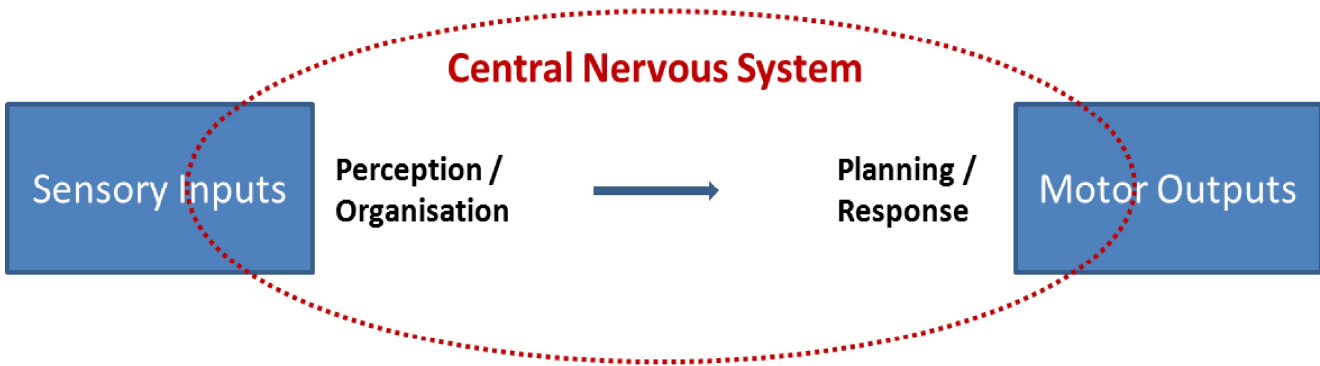 Central Nervous System
Sensory Inputs
Perception /
Organisation
Planning /
Response
Motor Outputs